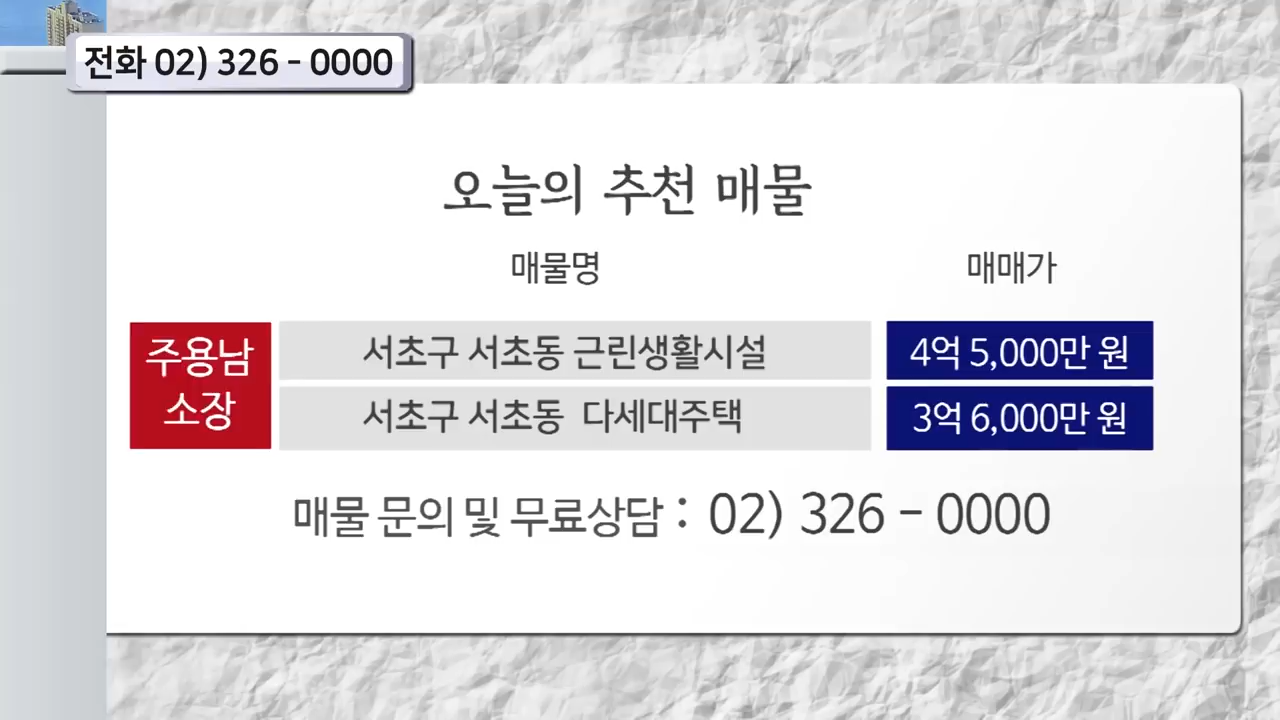 전화 02) 326 - 0000
오늘의 추천 매물
매물명 매매가
주용남 소장
서초구 서초동 근린생활시설 4억 5,000만 원
서초구 서초동 다세대주택 3억 6,000만 원
매물 문의 및 무료상담 : 02) 326 - 0000